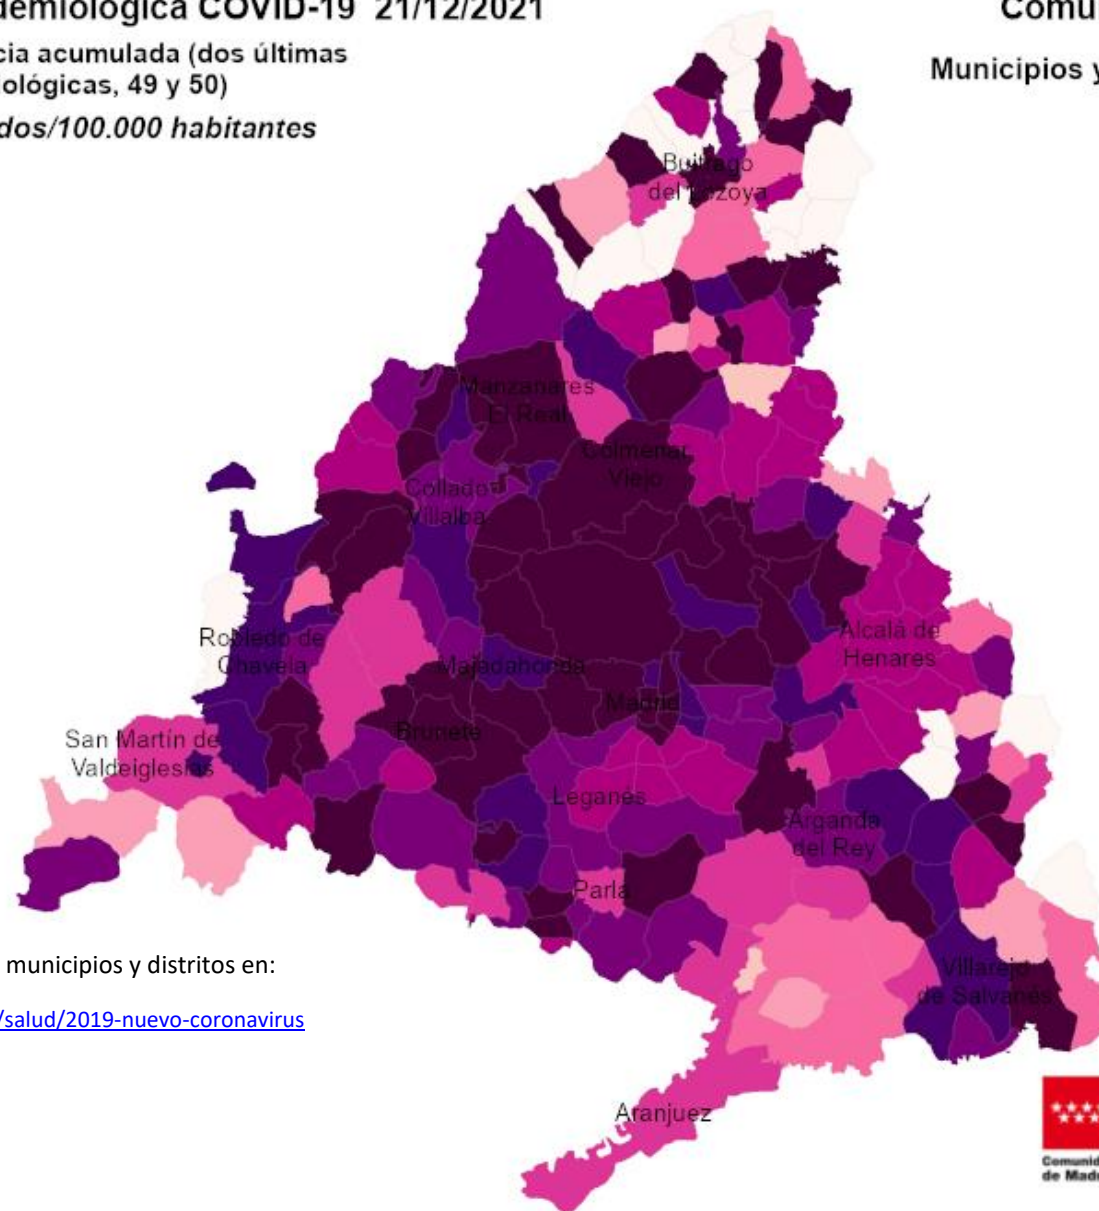 demiológica COVID-19 21/12/2021
Comu
cia acumulada (dos últimas
iológicas, 49 y 50)
Municipios y
dos/100.000 habitantes
Buitrago
del Lozoya
Manzanares
El Real
Colmenar
Viejo
Collado
Villalba
Robledo de
Chavela
Alcalá de
Henares
Majadahonda
Madrid
Brunete
San Martín de
Valdeiglesias
Leganés
Arganda
del Rey
Parla
municipios y distritos en:
Villarejo
de Salvanés
/salud/2019-nuevo-coronavirus
Aranjuez
Comunid
de Madr